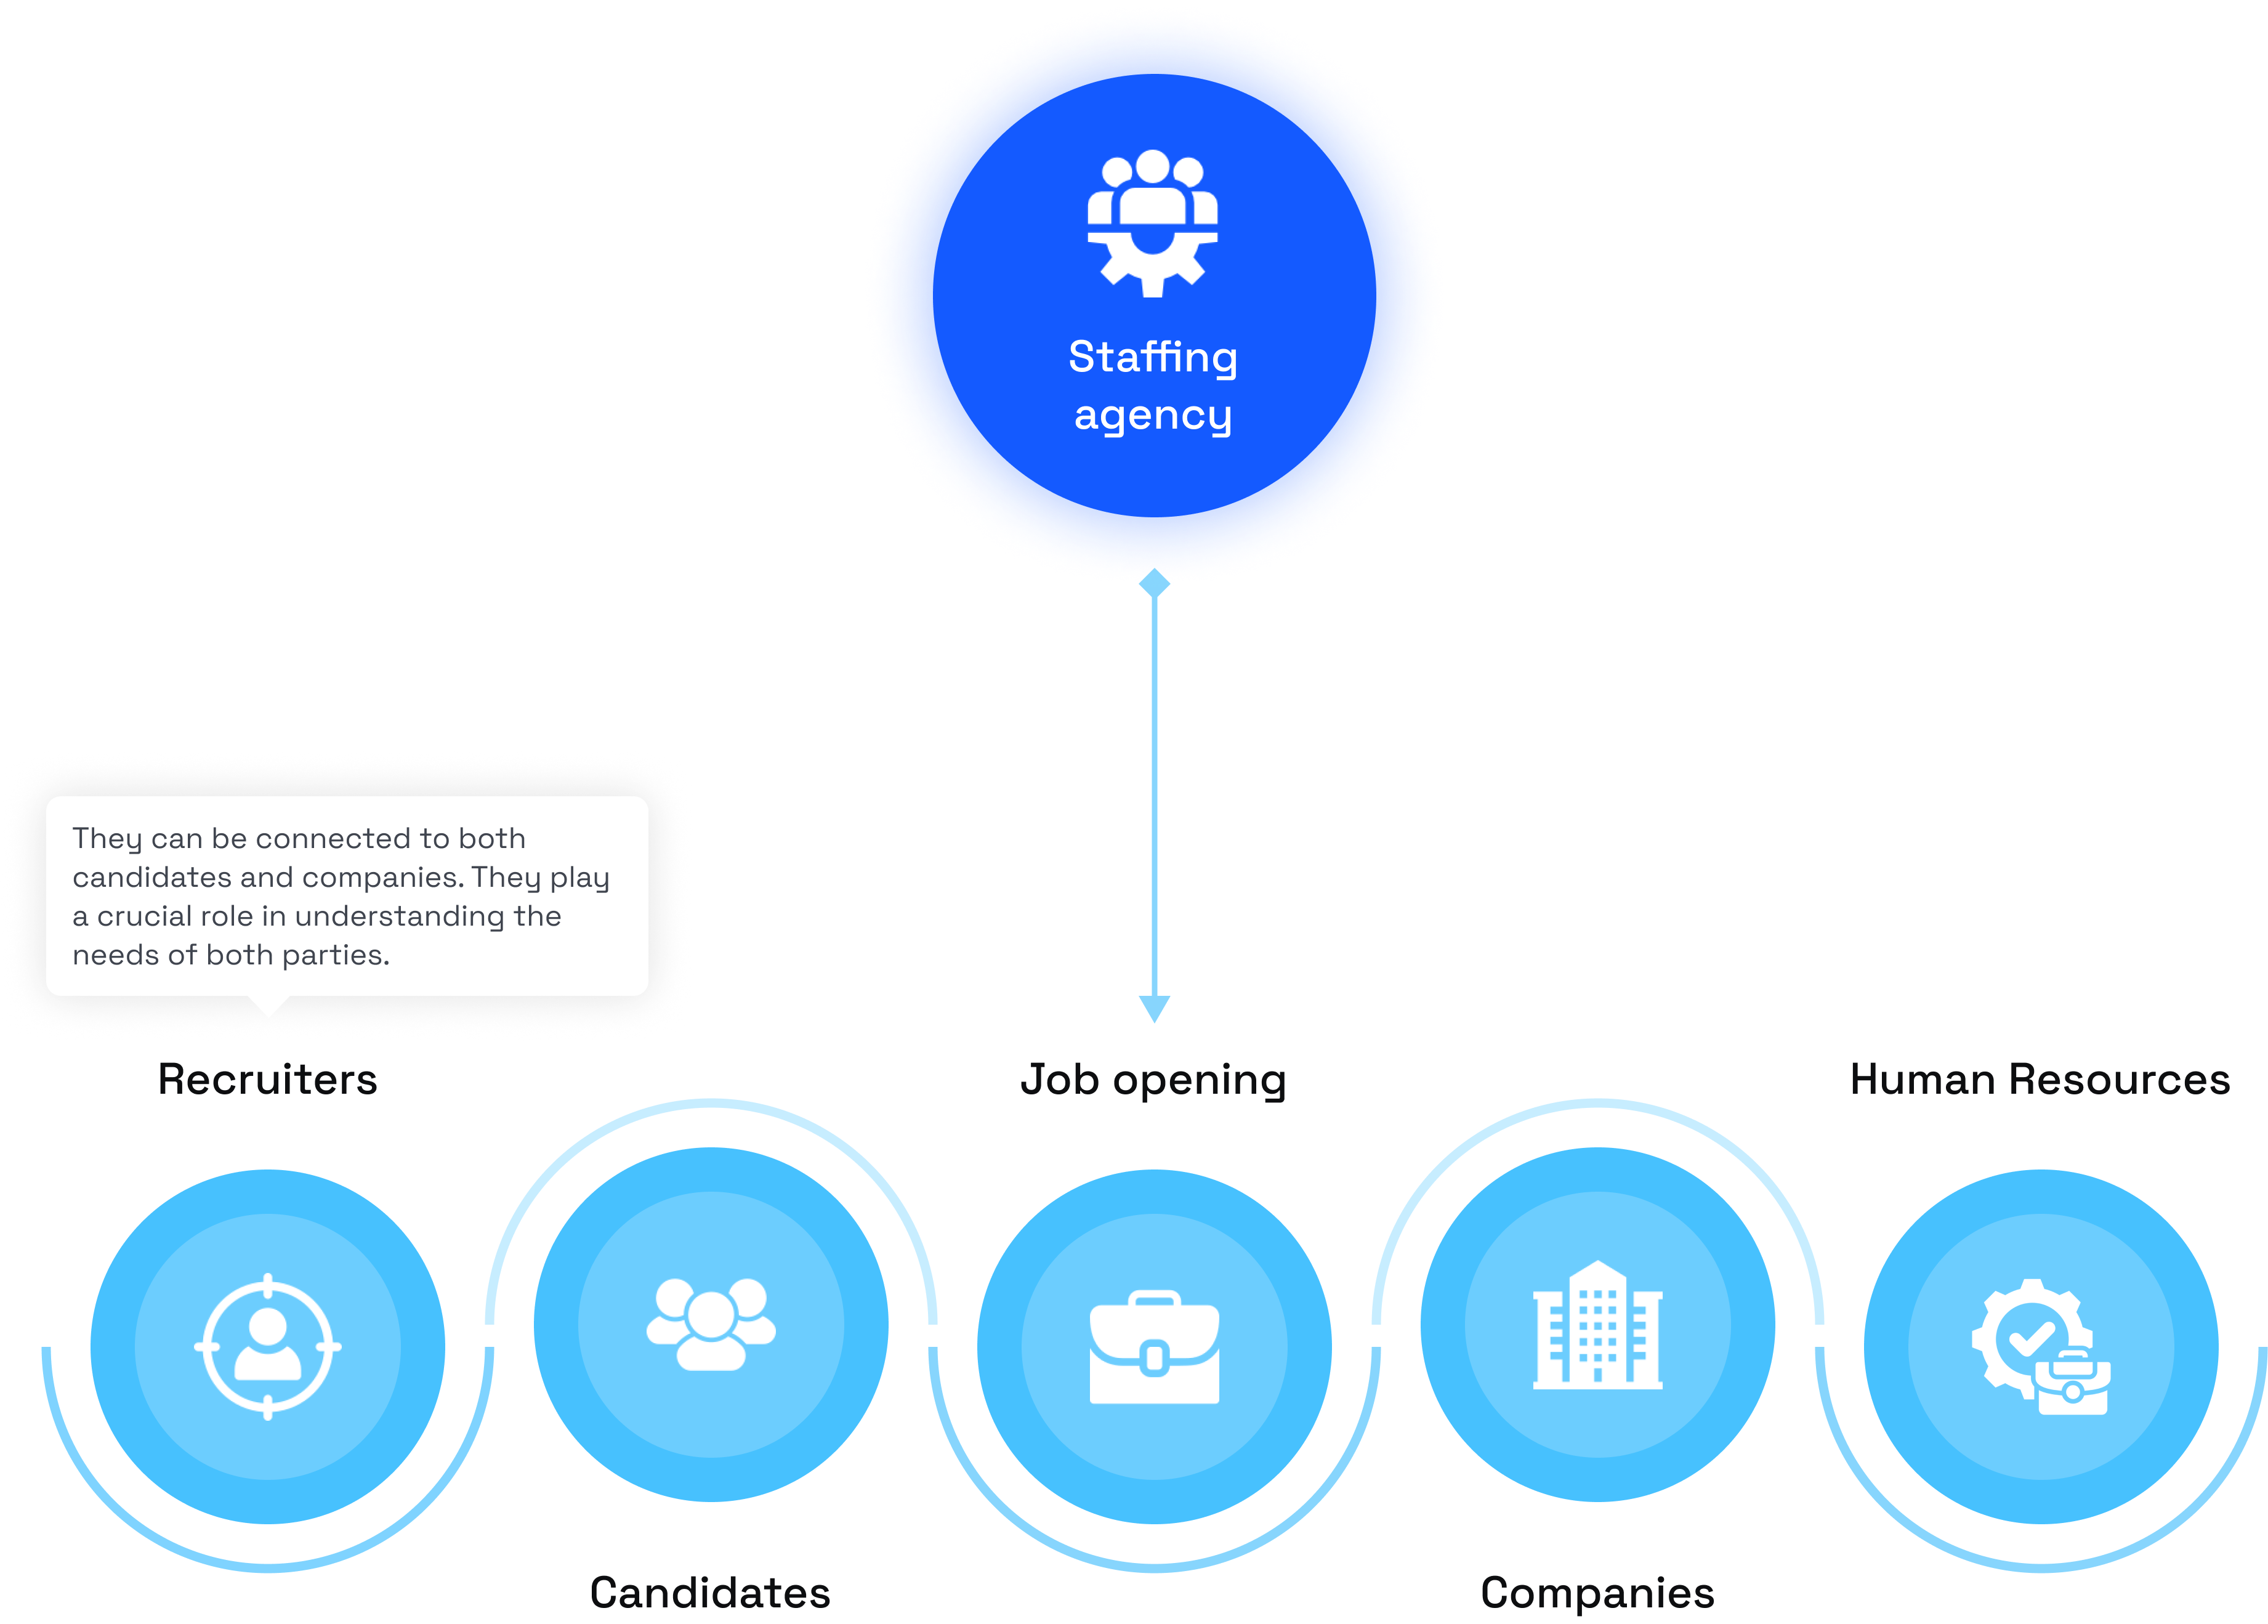 Staffing
agency
They can be connected to both
candidates and companies. They play
a crucial role in understanding the
needs of both parties.
Recruiters
Job opening
Human Resources
Candidates
Companies